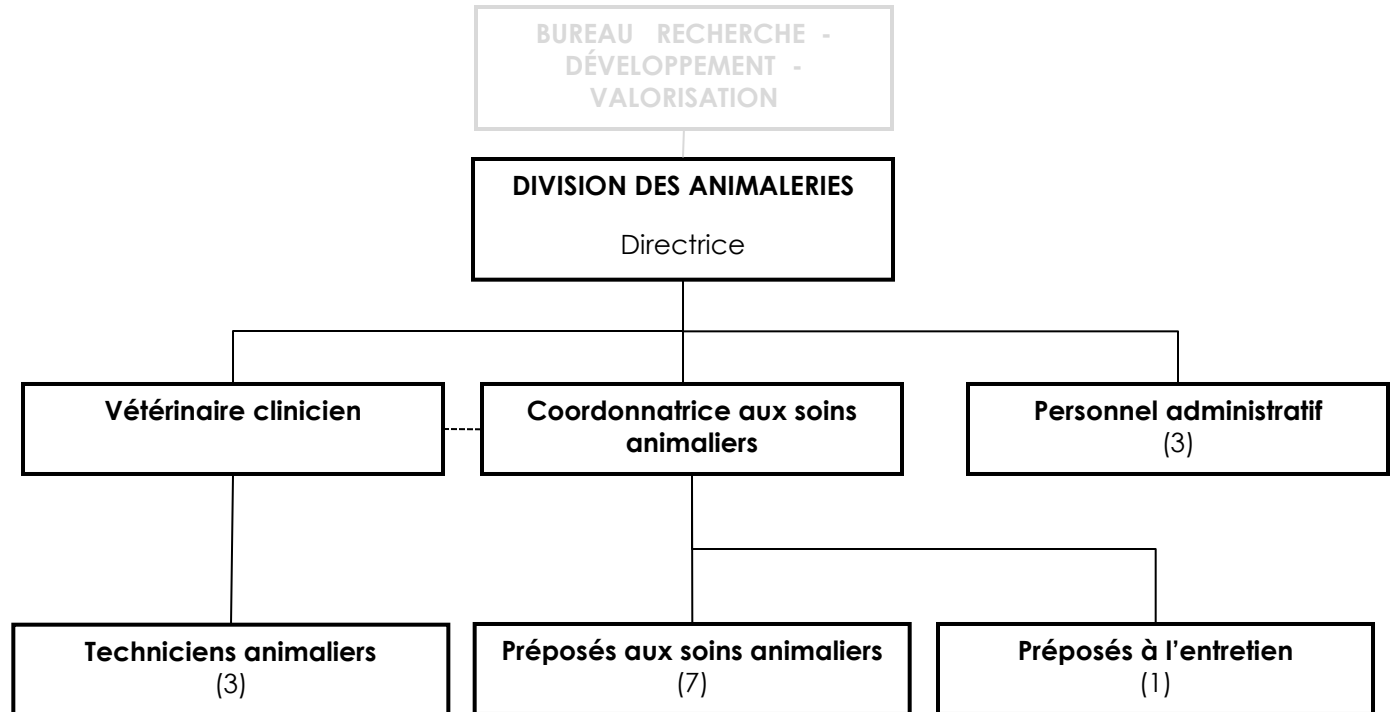 BUREAU RECHERCHE -
DÉVELOPPEMENT -
VALORISATION
DIVISION DES ANIMALERIES
Directrice
Vétérinaire clinicien
Coordonnatrice aux soins
animaliers
Personnel administratif
(3)
Techniciens animaliers
(3)
Préposés aux soins animaliers
(7)
Préposés à l’entretien
(1)